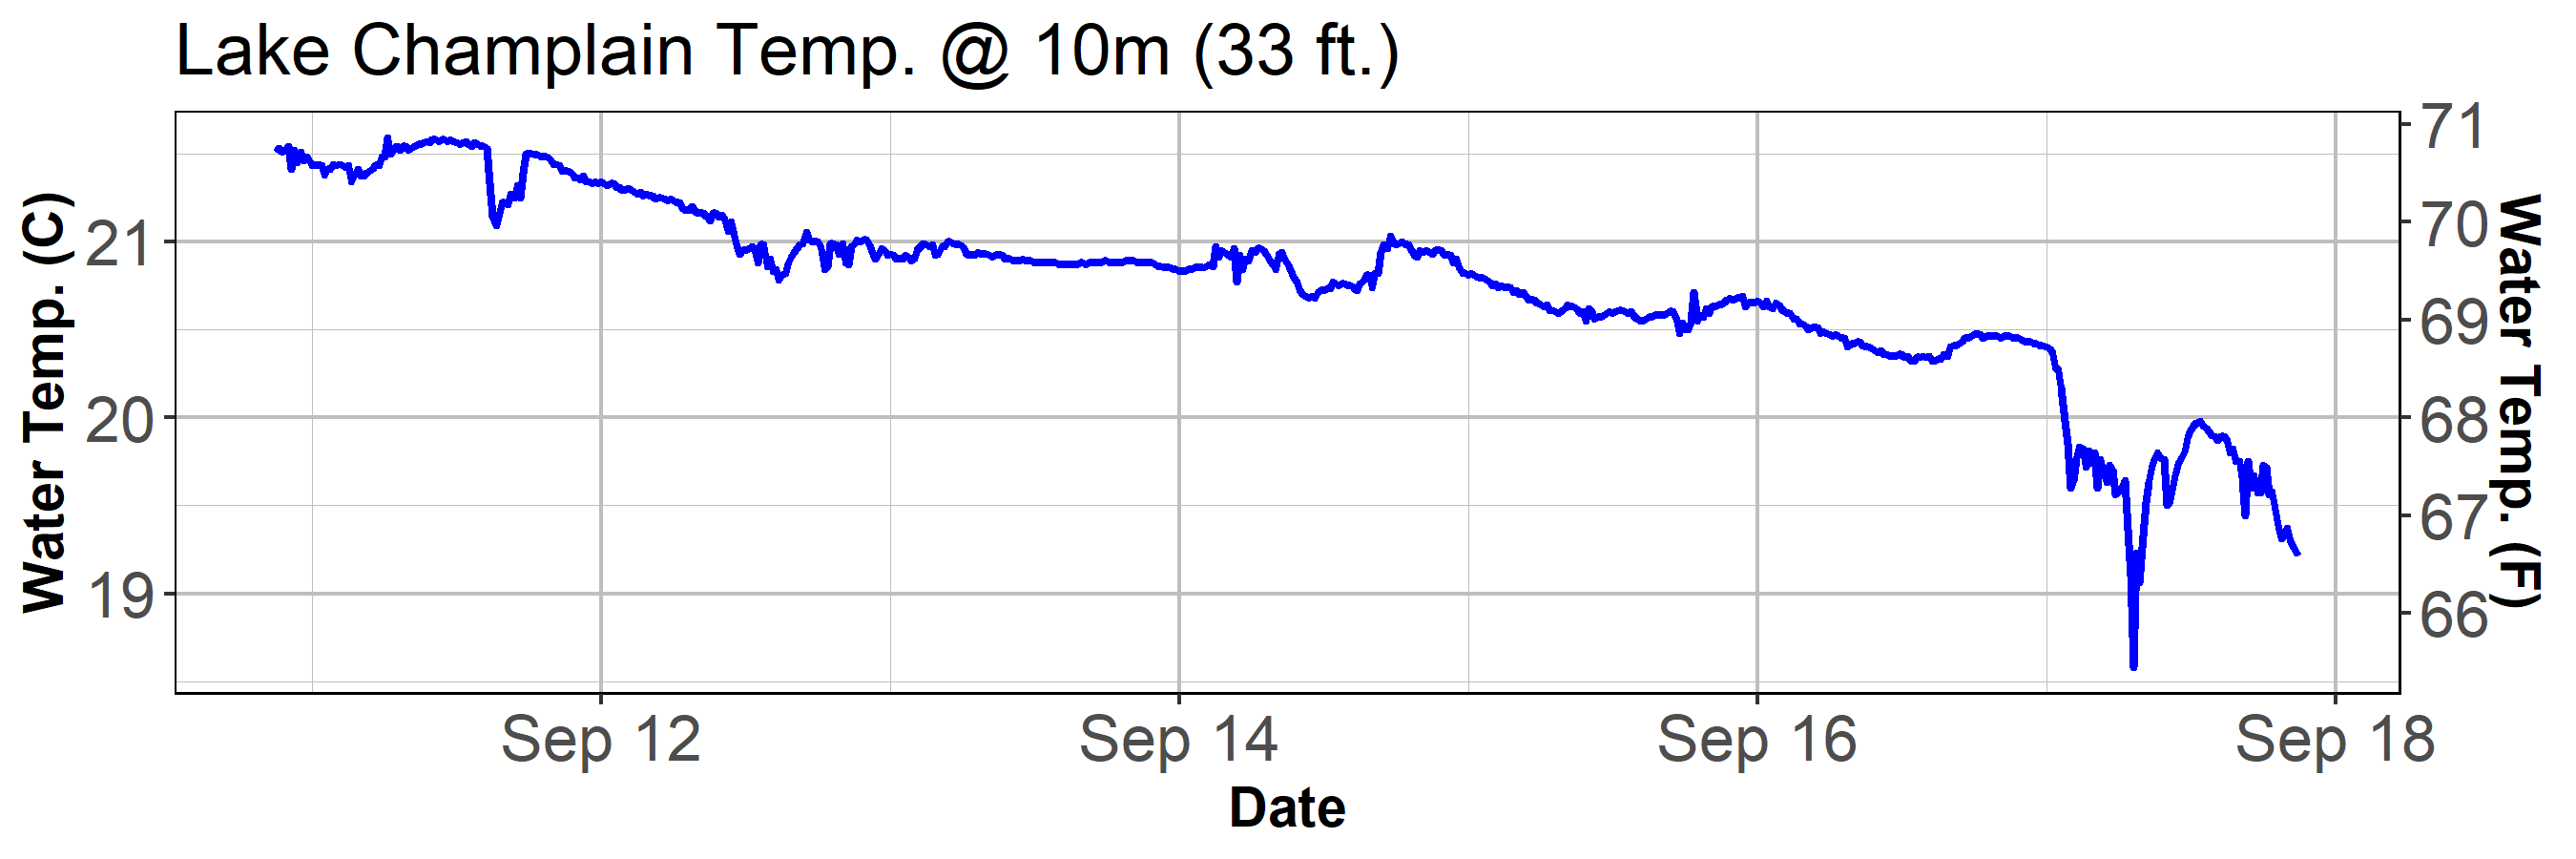 Lake Champlain Temp. @ 10m (33 ft.)
Water Temp. (C)
21
20
19
71
70
69
68
67
66
Water Temp. (F)
Sep 12
Sep 14
Sep 16
Sep 18
Date